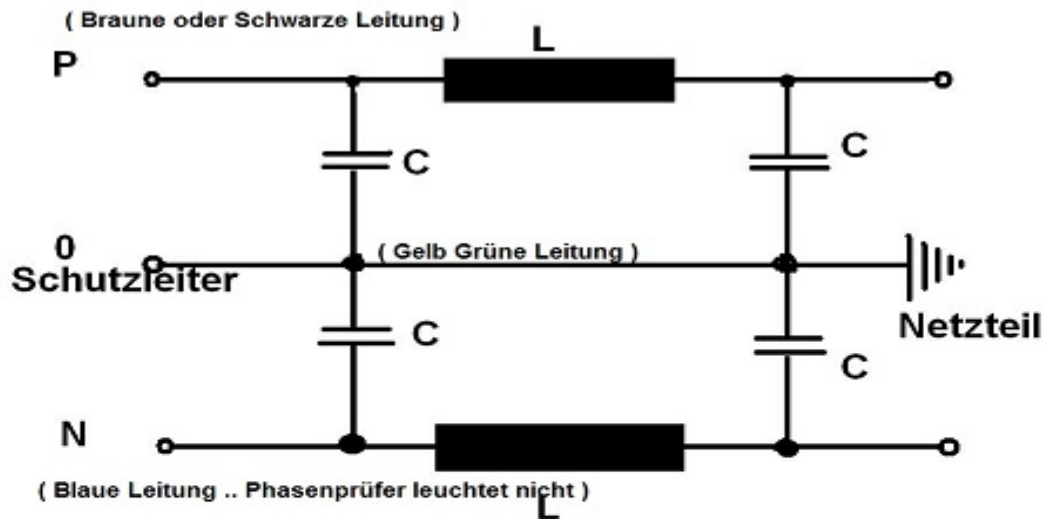 ( Braune oder Schwarze Leitung )
L
P
C
C
0
( Gelb Grüne Leitung )
Schutzleiter
Netzteil
C
C
N
( Blaue Leitung .. Phasenprüfer leuchtet nicht )
L